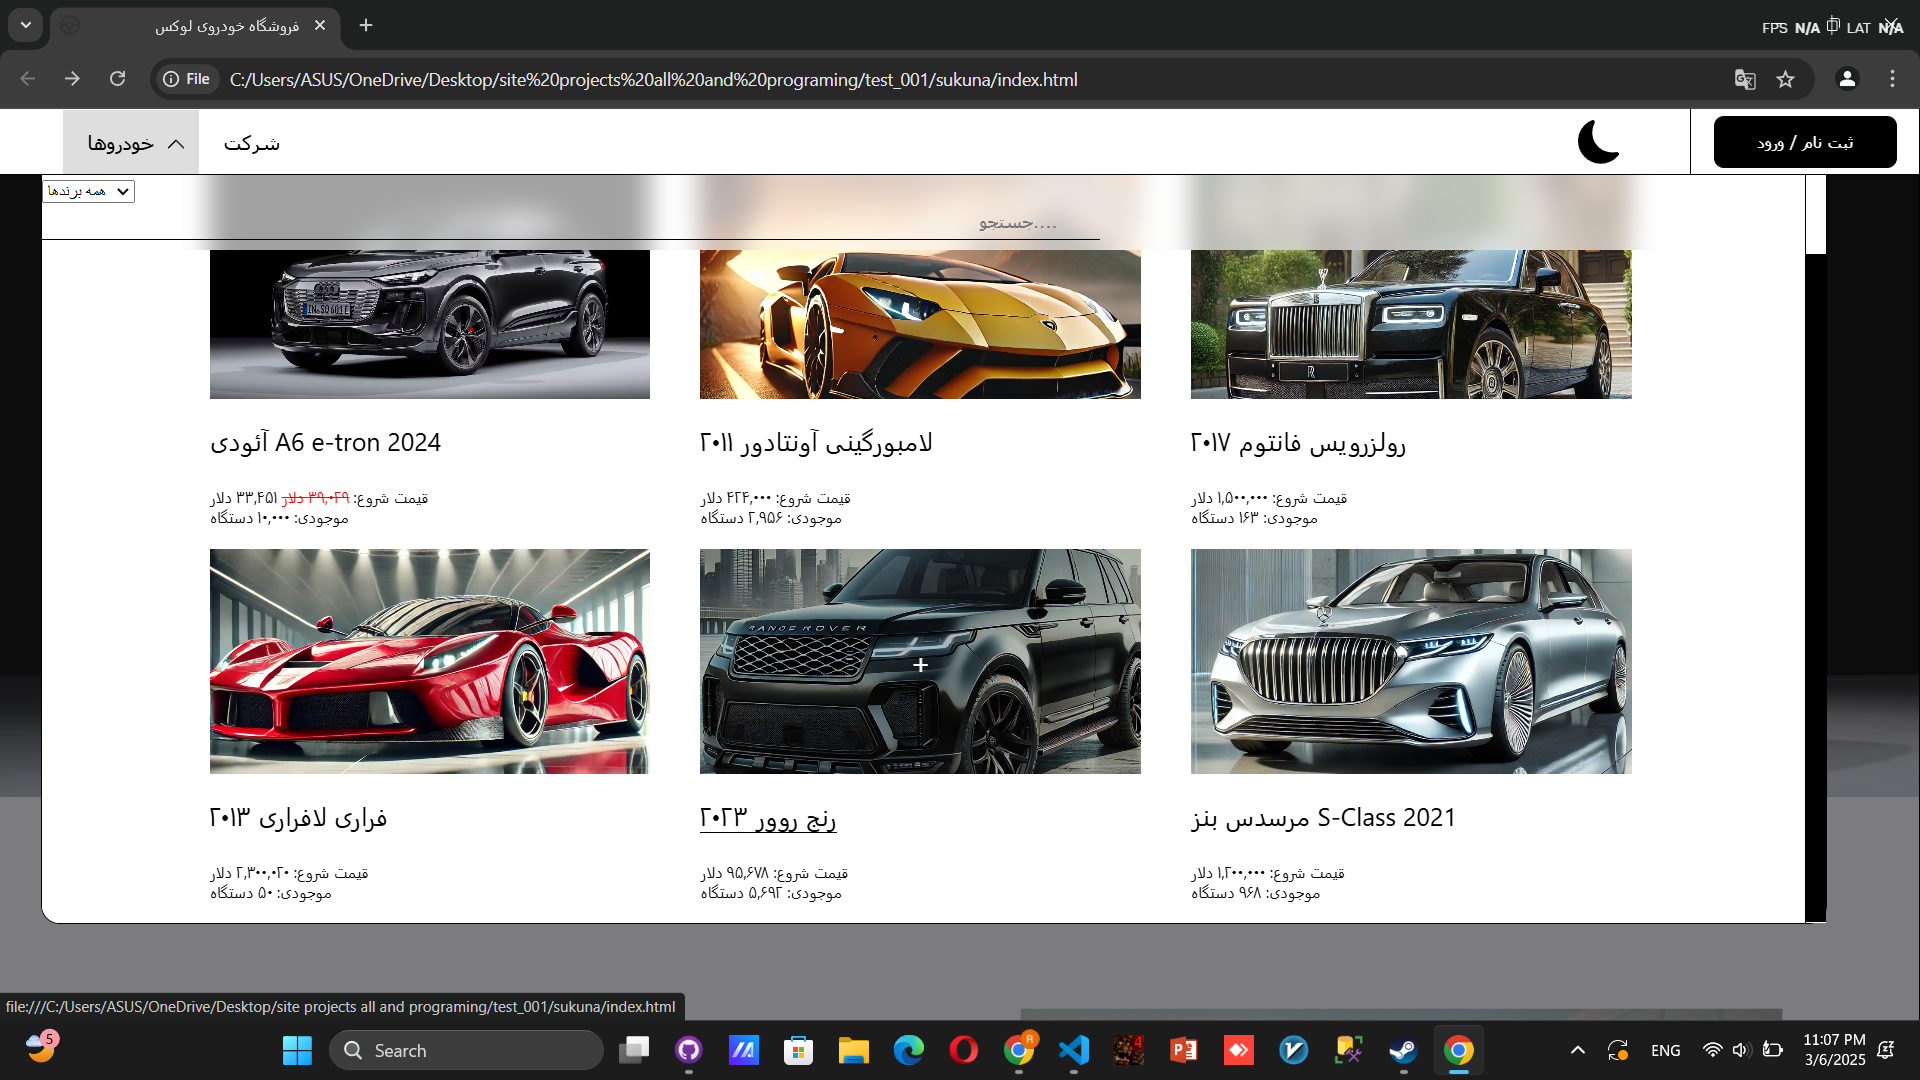 فروشگاه خودروی لوکس
FPS N/A LAT N/A
File C:/Users/ASUS/OneDrive/Desktop/site%20projects%20all%20and%20programing/test_001/sukuna/index.html
خودروها شرکت ثبت نام / ورود
همه برندها
جستجو....
IN·SQ601E
آئودی A6 e-tron 2024
لامبورگینی آونتادور ۲۰۱۱
رولزرویس فانتوم ۲۰۱۷
قیمت شروع: ۳۹,۰۲۹ دلار ۳۳,۴۵۱ دلار
موجودی: ۱۰,۰۰۰ دستگاه
قیمت شروع: ۴۲۴,۰۰۰ دلار
موجودی: ۲,۹۵۶ دستگاه
قیمت شروع: ۱,۵۰۰,۰۰۰ دلار
موجودی: ۱۶۳ دستگاه
RANGE ROVER
فراری لافراری ۲۰۱۳
رنج روور ۲۰۲۳
مرسدس بنز S-Class 2021
قیمت شروع: ۲,۳۰۰,۰۲۰ دلار
موجودی: ۵۰ دستگاه
قیمت شروع: ۹۵,۶۷۸ دلار
موجودی: ۵,۶۹۲ دستگاه
قیمت شروع: ۱,۲۰۰,۰۰۰ دلار
موجودی: ۹۶۸ دستگاه
file:///C:/Users/ASUS/OneDrive/Desktop/site projects all and programing/test_001/sukuna/index.html
5
Search
R
4
ENG
11:07 PM
3/6/2025